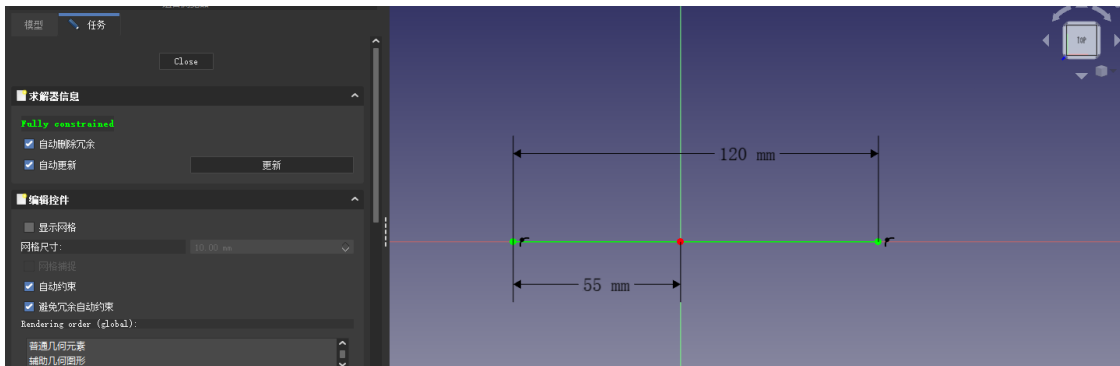 模型
任务
Close
求解器信息
Fully constrained
自动删除冗余
自动更新
更新
编辑控件
显示网格
网格尺寸:
10.00 mm
网格捕捉
自动约束
避免冗余自动约束
Rendering order (global):
普通几何元素
辅助几何图形
120 mm
55 mm
TOP